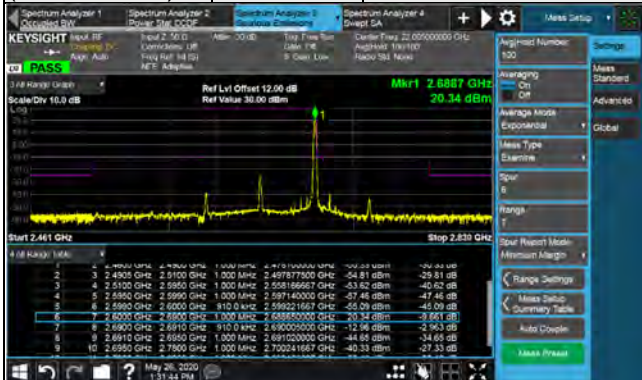 Spectrum Analyzer 1
Occupied BW
Spectrum Analyzer 2
Power Stat CCDF
Spectrum Analyzer 3
Spurious Emissions
Spectrum Analyzer 4
Swept SA
Meas Setup
KEYSIGHT Input: RF
Coupling: DC
Align: Auto
Input Z: 50 Ω
Corrections: Off
Freq Ref: Int (S)
NFE: Adaptive
Atten: 30 dB
Trig: Free Run
Gate: Off
Center Freq: 22.005000000 GHz
Avg|Hold: 100/100
Radio Std: None
PASS
3 All Range Graph
Scale/Div 10.0 dB
Log
Ref Lvl Offset 12.00 dB
Ref Value 30.00 dBm
Mkr1 2.6887 GHz
20.34 dBm
1
Start 2.461 GHz
Stop 2.830 GHz
4 All Range Table
2 3 2.4905 GHz 2.5100 GHz 1.000 MHz 2.497877500 GHz -54.81 dBm -29.81 dB
3 4 2.5100 GHz 2.5950 GHz 1.000 MHz 2.558166667 GHz -53.62 dBm -40.62 dB
4 5 2.5950 GHz 2.5990 GHz 1.000 MHz 2.597140000 GHz -57.46 dBm -47.46 dB
5 6 2.5990 GHz 2.6000 GHz 910.0 kHz 2.599221667 GHz -55.09 dBm -45.09 dB
6 7 2.6000 GHz 2.6900 GHz 1.000 MHz 2.688650000 GHz 20.34 dBm -9.661 dB
7 8 2.6900 GHz 2.6910 GHz 910.0 kHz 2.690005000 GHz -12.96 dBm -2.963 dB
8 9 2.6910 GHz 2.6950 GHz 1.000 MHz 2.691020000 GHz -44.65 dBm -34.65 dB
9 10 2.6950 GHz 2.7800 GHz 1.000 MHz 2.700241667 GHz -40.33 dBm -27.33 dB
Avg|Hold Number
100
Averaging
On
Off
Average Mode
Exponential
Meas Type
Examine
Spur
6
Range
7
Spur Report Mode
Minimum Margin
Range Settings
Meas Setup
Summary Table
Auto Couple
Meas Preset
Settings
Meas
Standard
Advanced
Global
May 26, 2020
1:31:44 PM